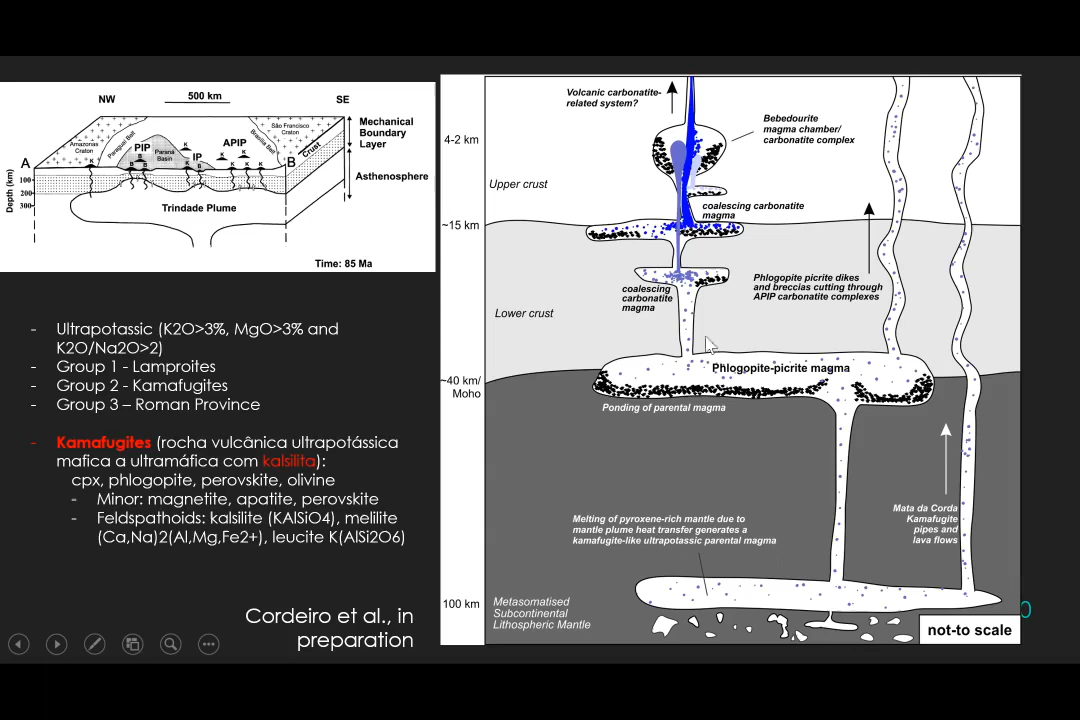 NW
500 km
SE
Amazonas
Craton
Paraguai Belt
PIP
Paraná
Basin
IP
APIP
Brasília Belt
São Francisco
Craton
Crust
Mechanical
Boundary
Layer
Asthenosphere
A
B
K
K
K
K
K
K
K
K
B
B
B
B
Depth (km)
100
200
300
Trindade Plume
Time: 85 Ma
- Ultrapotassic (K2O>3%, MgO>3% and
K2O/Na2O>2)
- Group 1 - Lamproites
- Group 2 - Kamafugites
- Group 3 – Roman Province
- Kamafugites (rocha vulcânica ultrapotássica
mafica a ultramáfica com kalsilita):
cpx, phlogopite, perovskite, olivine
- Minor: magnetite, apatite, perovskite
- Feldspathoids: kalsilite (KAlSiO4), melilite
(Ca,Na)2(Al,Mg,Fe2+), leucite K(AlSi2O6)
Cordeiro et al., in
preparation
Volcanic carbonatite-
related system?
4-2 km
Bebedourite
magma chamber/
carbonatite complex
Upper crust
coalescing carbonatite
magma
~15 km
coalescing
carbonatite
magma
Phlogopite picrite dikes
and breccias cutting through
APIP carbonatite complexes
Lower crust
Phlogopite-picrite magma
~40 km/
Moho
Ponding of parental magma
Mata da Corda
Kamafugite
pipes and
lava flows
Melting of pyroxene-rich mantle due to
mantle plume heat transfer generates a
kamafugite-like ultrapotassic parental magma
100 km
Metasomatised
Subcontinental
Lithospheric Mantle
not-to scale
0